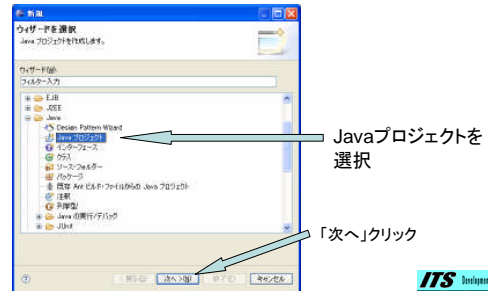 新規
ウィザードを選択
Java プロジェクトを作成します。
ウィザード(W):
フィルター入力
EJB
J2EE
Java
Design Pattern Wizard
Java プロジェクト
インターフェース
クラス
ソース・フォルダー
パッケージ
既存 Ant ビルド・ファイルからの Java プロジェクト
注釈
列挙型
Java の実行/デバッグ
JUnit
Javaプロジェクトを
選択
「次へ」クリック
< 戻る(B)
次へ >(N)
終了(F)
キャンセル
ITS